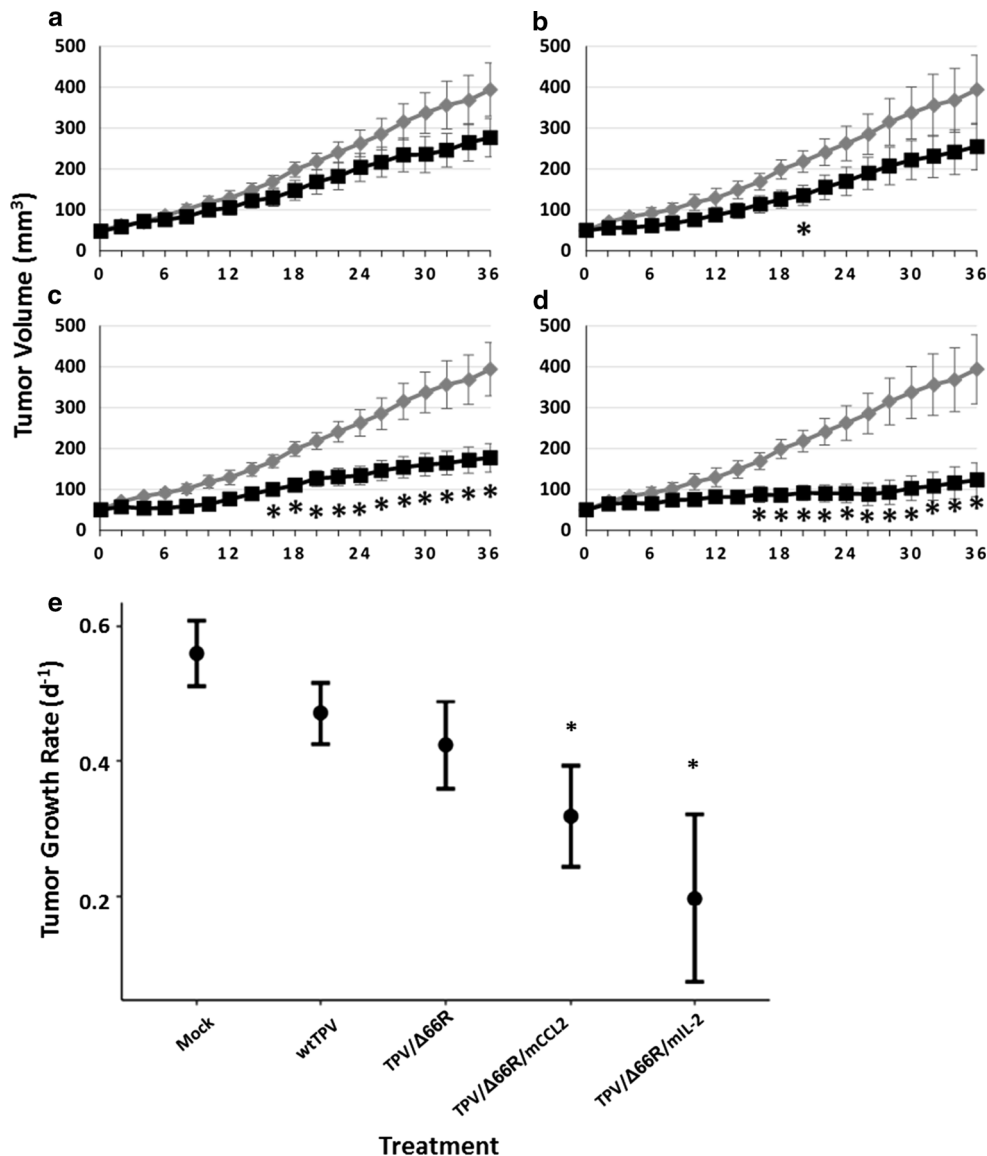 a
b
500
400
300
200
100
0
0 6 12 18 24 30 36
500
400
300
200
100
0
*
0 6 12 18 24 30 36
c
d
500
400
300
200
100
0
* * * * * * * * * * *
0 6 12 18 24 30 36
500
400
300
200
100
0
* * * * * * * * * * *
0 6 12 18 24 30 36
Tumor Volume (mm³)
e
Tumor Growth Rate (d⁻¹)
0.6
0.4
0.2
*
*
Mock
wtTPV
TPV/Δ66R
TPV/Δ66R/mCCL2
TPV/Δ66R/mIL-2
Treatment